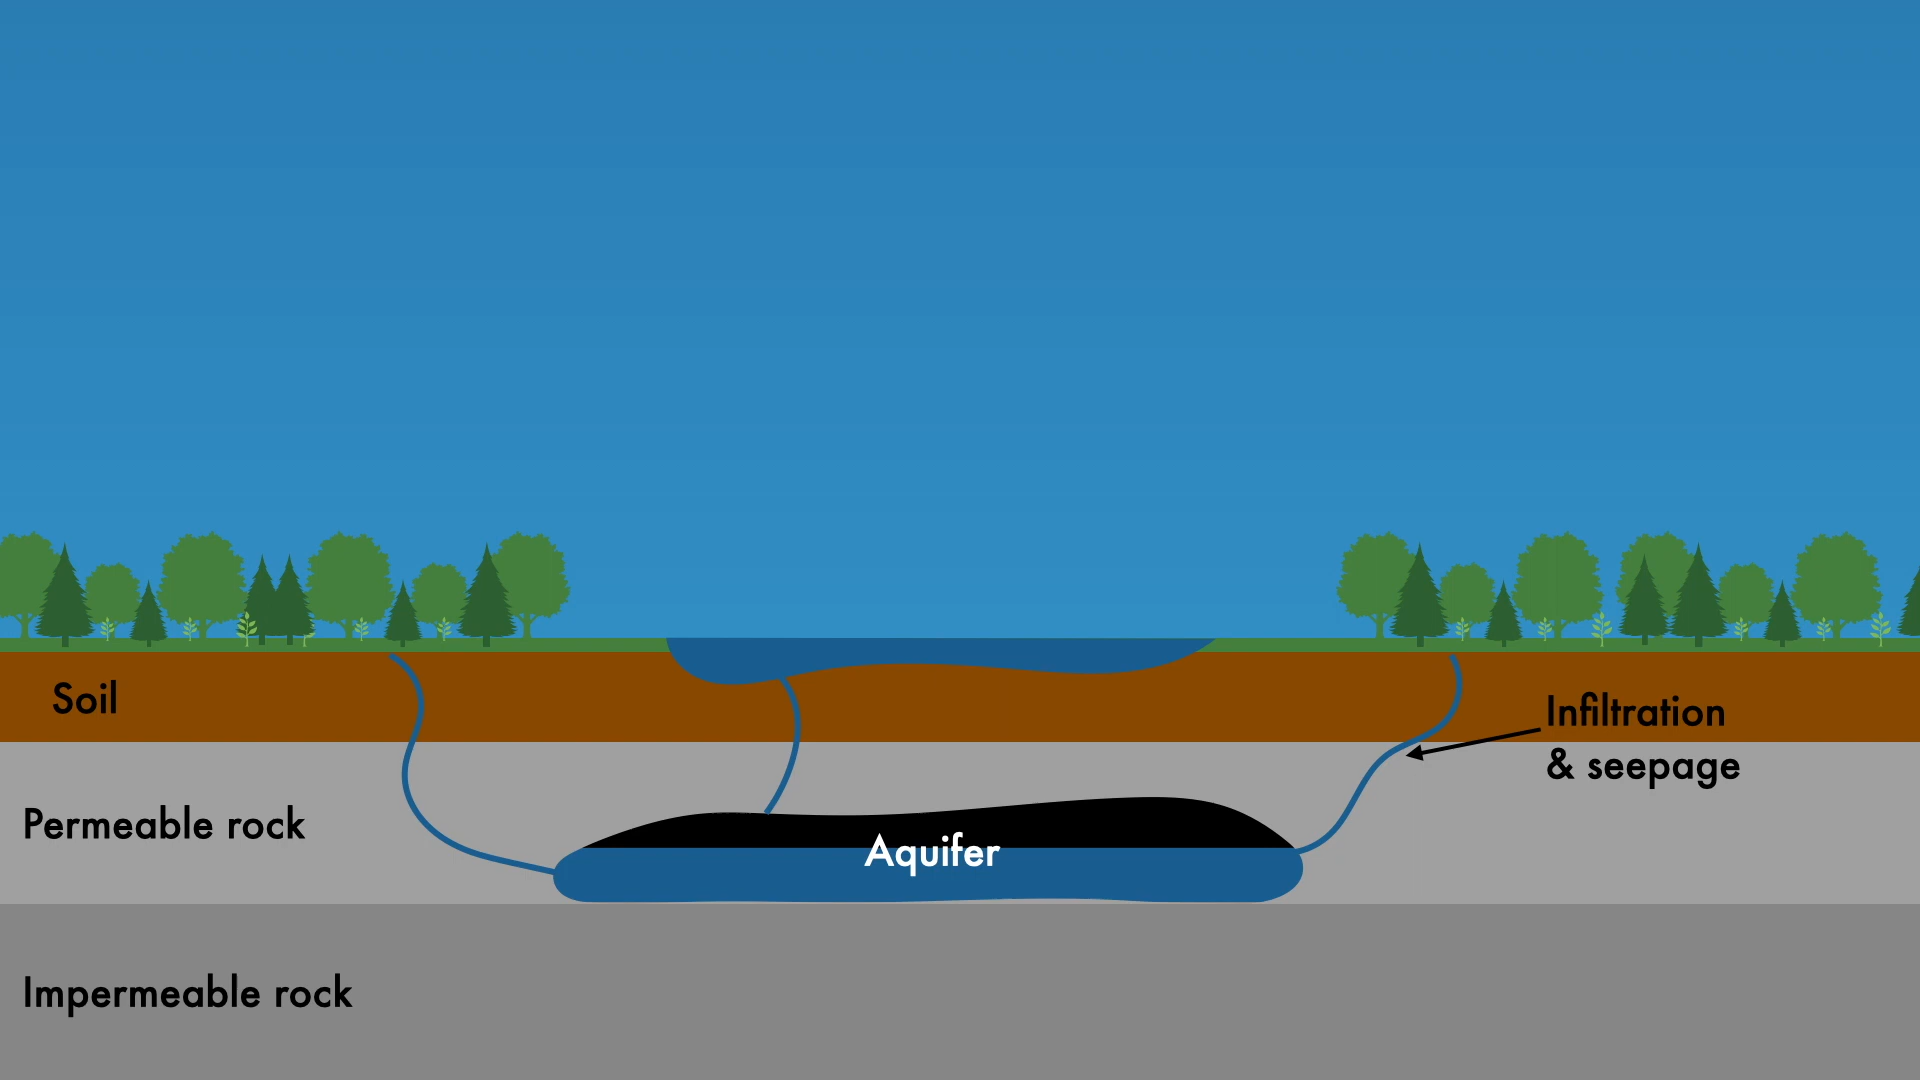 Soil
Infiltration
& seepage
Permeable rock
Aquifer
Impermeable rock